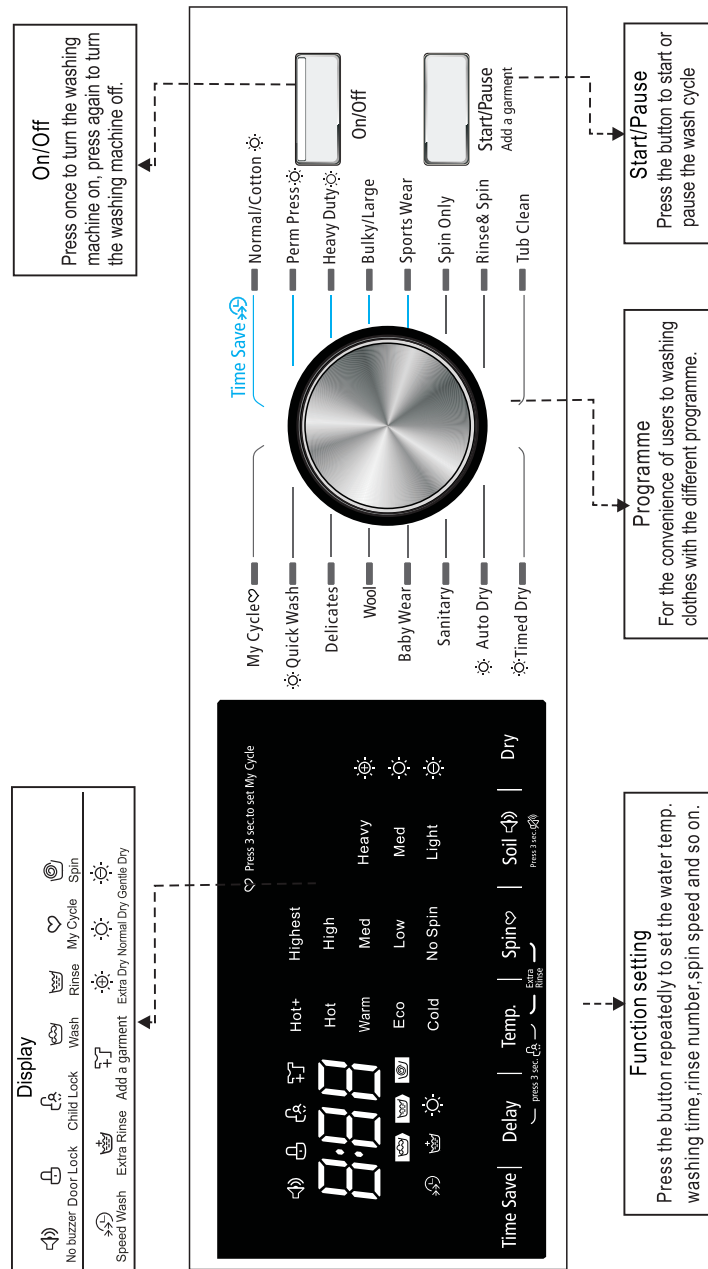 Display
No buzzer
Door Lock
Child Lock
Wash
Rinse
My Cycle
Spin
Speed Wash
Extra Rinse
Add a garment
Extra Dry
Normal Dry
Gentle Dry
On/Off
Press once to turn the washing
machine on, press again to turn
the washing machine off.
Press 3 sec.to set My Cycle
8:88
Hot+
Hot
Warm
Eco
Cold
Highest
High
Med
Low
No Spin
Heavy
Med
Light
Time Save
Delay
Temp.
Spin
Soil
Dry
press 3 sec.
Extra
Rinse
Press 3 sec.
My Cycle
Quick Wash
Delicates
Wool
Baby Wear
Sanitary
Auto Dry
Timed Dry
Time Save
Normal/Cotton
Perm Press
Heavy Duty
Bulky/Large
Sports Wear
Spin Only
Rinse& Spin
Tub Clean
On/Off
Start/Pause
Add a garment
Function setting
Press the button repeatedly to set the water temp.
washing time,rinse number,spin speed and so on.
Programme
For the convenience of users to washing
clothes with the different programme.
Start/Pause
Press the button to start or
pause the wash cycle